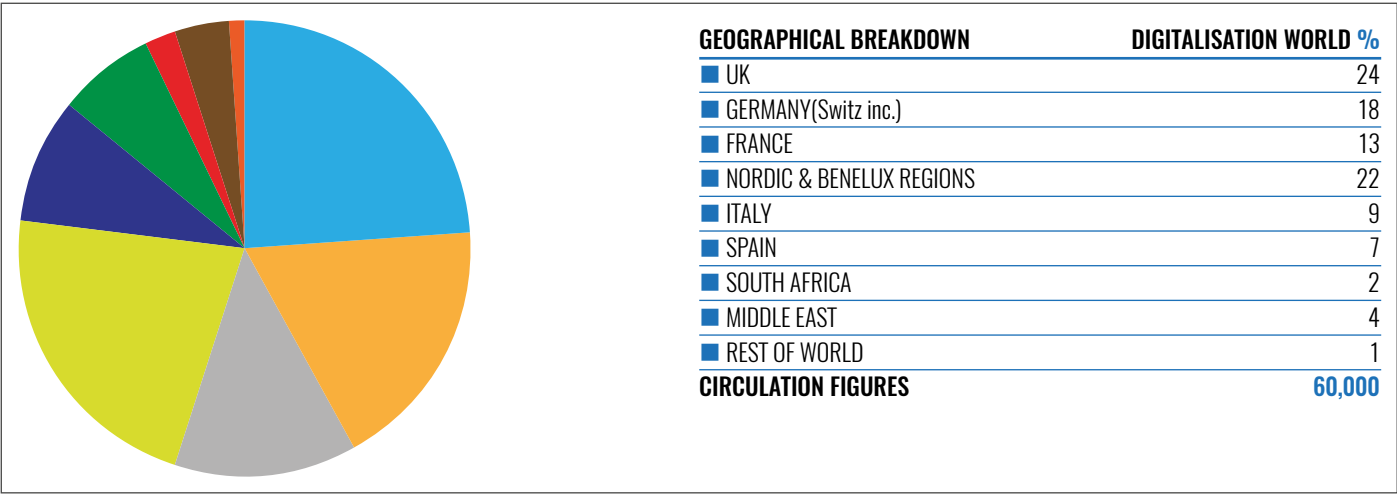 GEOGRAPHICAL BREAKDOWN DIGITALISATION WORLD %
UK 24
GERMANY(Switz inc.) 18
FRANCE 13
NORDIC & BENELUX REGIONS 22
ITALY 9
SPAIN 7
SOUTH AFRICA 2
MIDDLE EAST 4
REST OF WORLD 1
CIRCULATION FIGURES 60,000